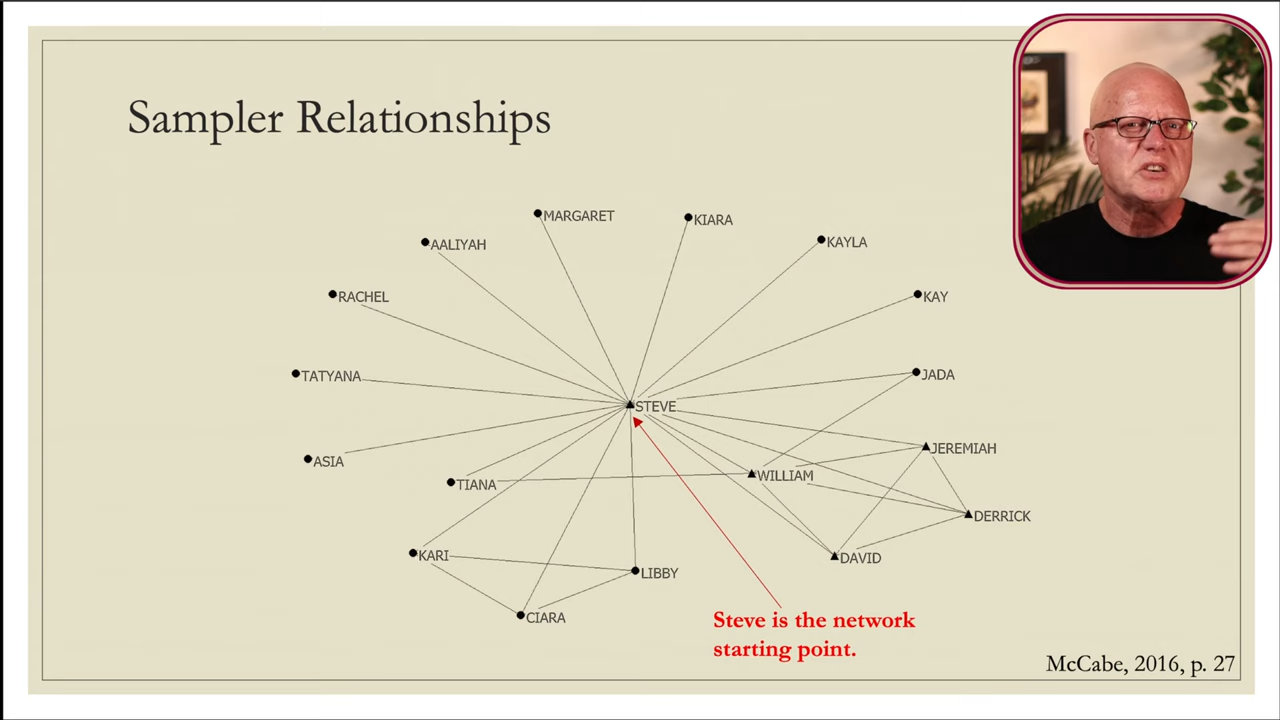 Sampler Relationships
MARGARET
KIARA
AALIYAH
KAYLA
RACHEL
KAY
TATYANA
JADA
STEVE
JEREMIAH
ASIA
WILLIAM
TIANA
DERRICK
KARI
DAVID
LIBBY
CIARA
Steve is the network
starting point.
McCabe, 2016, p. 27